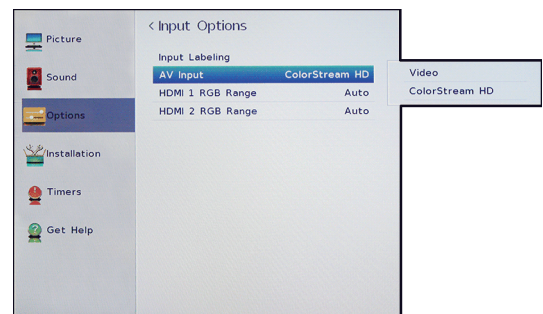 Picture
Sound
Options
Installation
Timers
Get Help
< Input Options
Input Labeling
AV Input ColorStream HD
HDMI 1 RGB Range Auto
HDMI 2 RGB Range Auto
Video
ColorStream HD